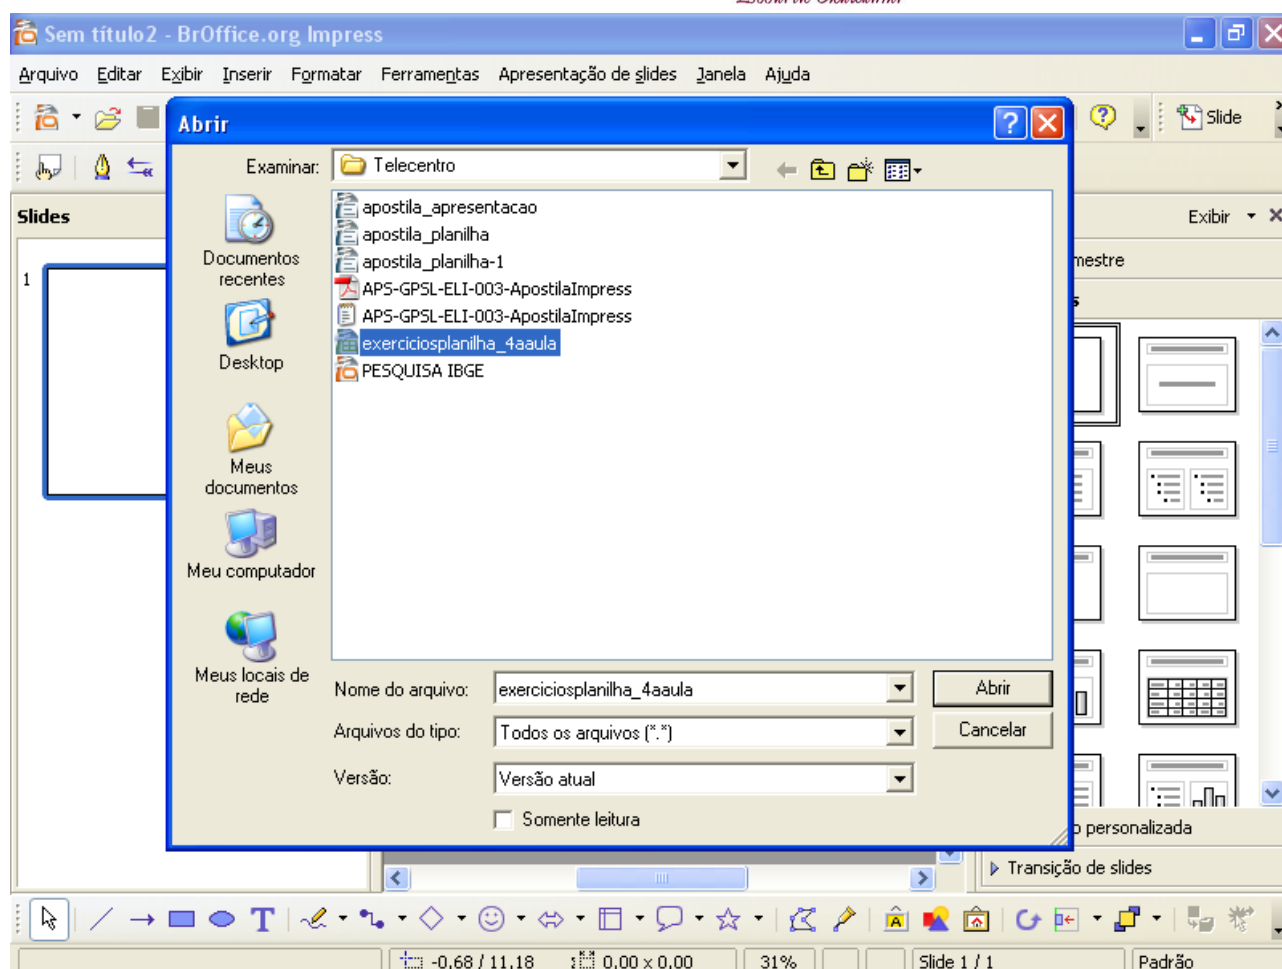 Sem título2 - BrOffice.org Impress
Arquivo Editar Exibir Inserir Formatar Ferramentas Apresentação de slides Janela Ajuda
Slide
Abrir
Examinar: Telecentro
Slides
Exibir
1
Documentos recentes
Desktop
Meus documentos
Meu computador
Meus locais de rede
apostila_apresentacao
apostila_planilha
apostila_planilha-1
APS-GPSL-ELI-003-ApostilaImpress
APS-GPSL-ELI-003-ApostilaImpress
exerciciosplanilha_4aaula
PESQUISA IBGE
Nome do arquivo: exerciciosplanilha_4aaula Abrir
Arquivos do tipo: Todos os arquivos (*.*) Cancelar
Versão: Versão atual
Somente leitura
personalizada
Transição de slides
-0,68 / 11,18 0,00 x 0,00 31% Slide 1 / 1 Padrão